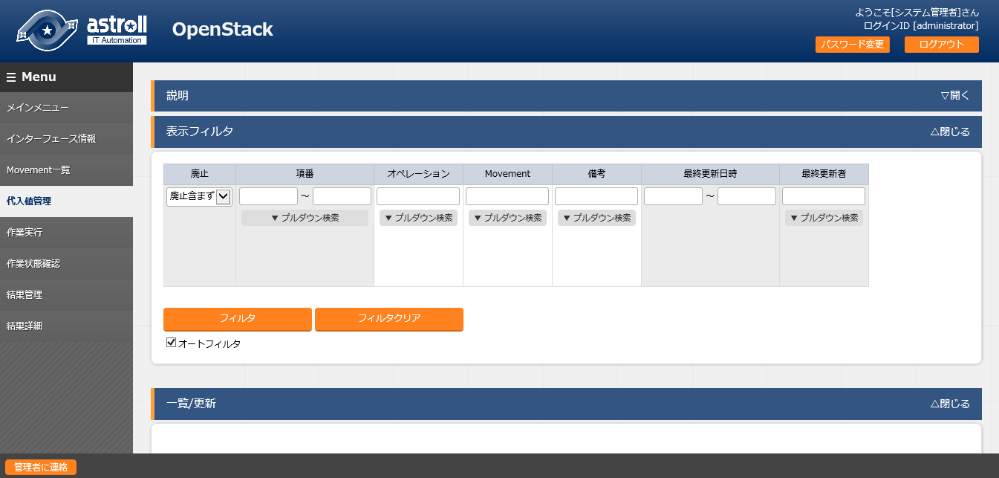 astroll
IT Automation
OpenStack
ようこそ[システム管理者]さん
ログインID [administrator]
パスワード変更 ログアウト
☰ Menu
メインメニュー
インターフェース情報
Movement一覧
代入値管理
作業実行
作業状態確認
結果管理
結果詳細
説明 ▽開く
表示フィルタ △閉じる
廃止 項番 オペレーション Movement 備考 最終更新日時 最終更新者
廃止含まず ～ ～
▼プルダウン検索 ▼プルダウン検索 ▼プルダウン検索 ▼プルダウン検索 ▼プルダウン検索
フィルタ フィルタクリア
オートフィルタ
一覧/更新 △閉じる
管理者に連絡